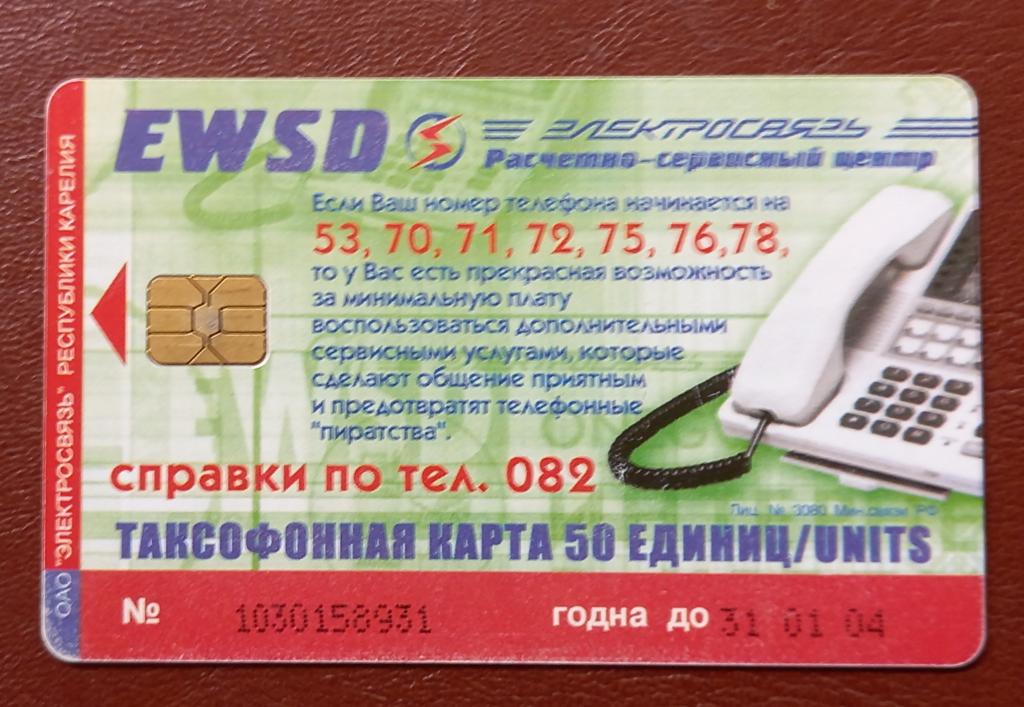 EWSD ЭЛЕКТРОСВЯЗЬ
Расчетно-сервисный центр
Если Ваш номер телефона начинается на
53, 70, 71, 72, 75, 76,78,
то у Вас есть прекрасная возможность
за минимальную плату
воспользоваться дополнительными
сервисными услугами, которые
сделают общение приятным
и предотвратят телефонные
"пиратства".
справки по тел. 082
Лиц. № 3080 Мин.связи РФ
ТАКСОФОННАЯ КАРТА 50 ЕДИНИЦ/UNITS
№ 1030158931 годна до 31 01 04
ОАО "ЭЛЕКТРОСВЯЗЬ" РЕСПУБЛИКИ КАРЕЛИЯ